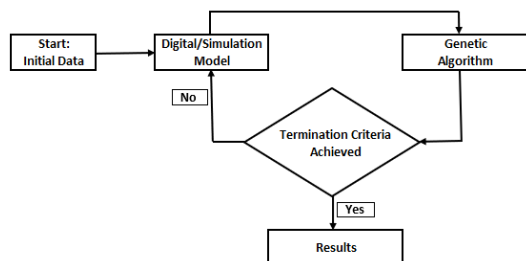 Start:
Initial Data
Digital/Simulation
Model
Genetic
Algorithm
No
Termination Criteria
Achieved
Yes
Results